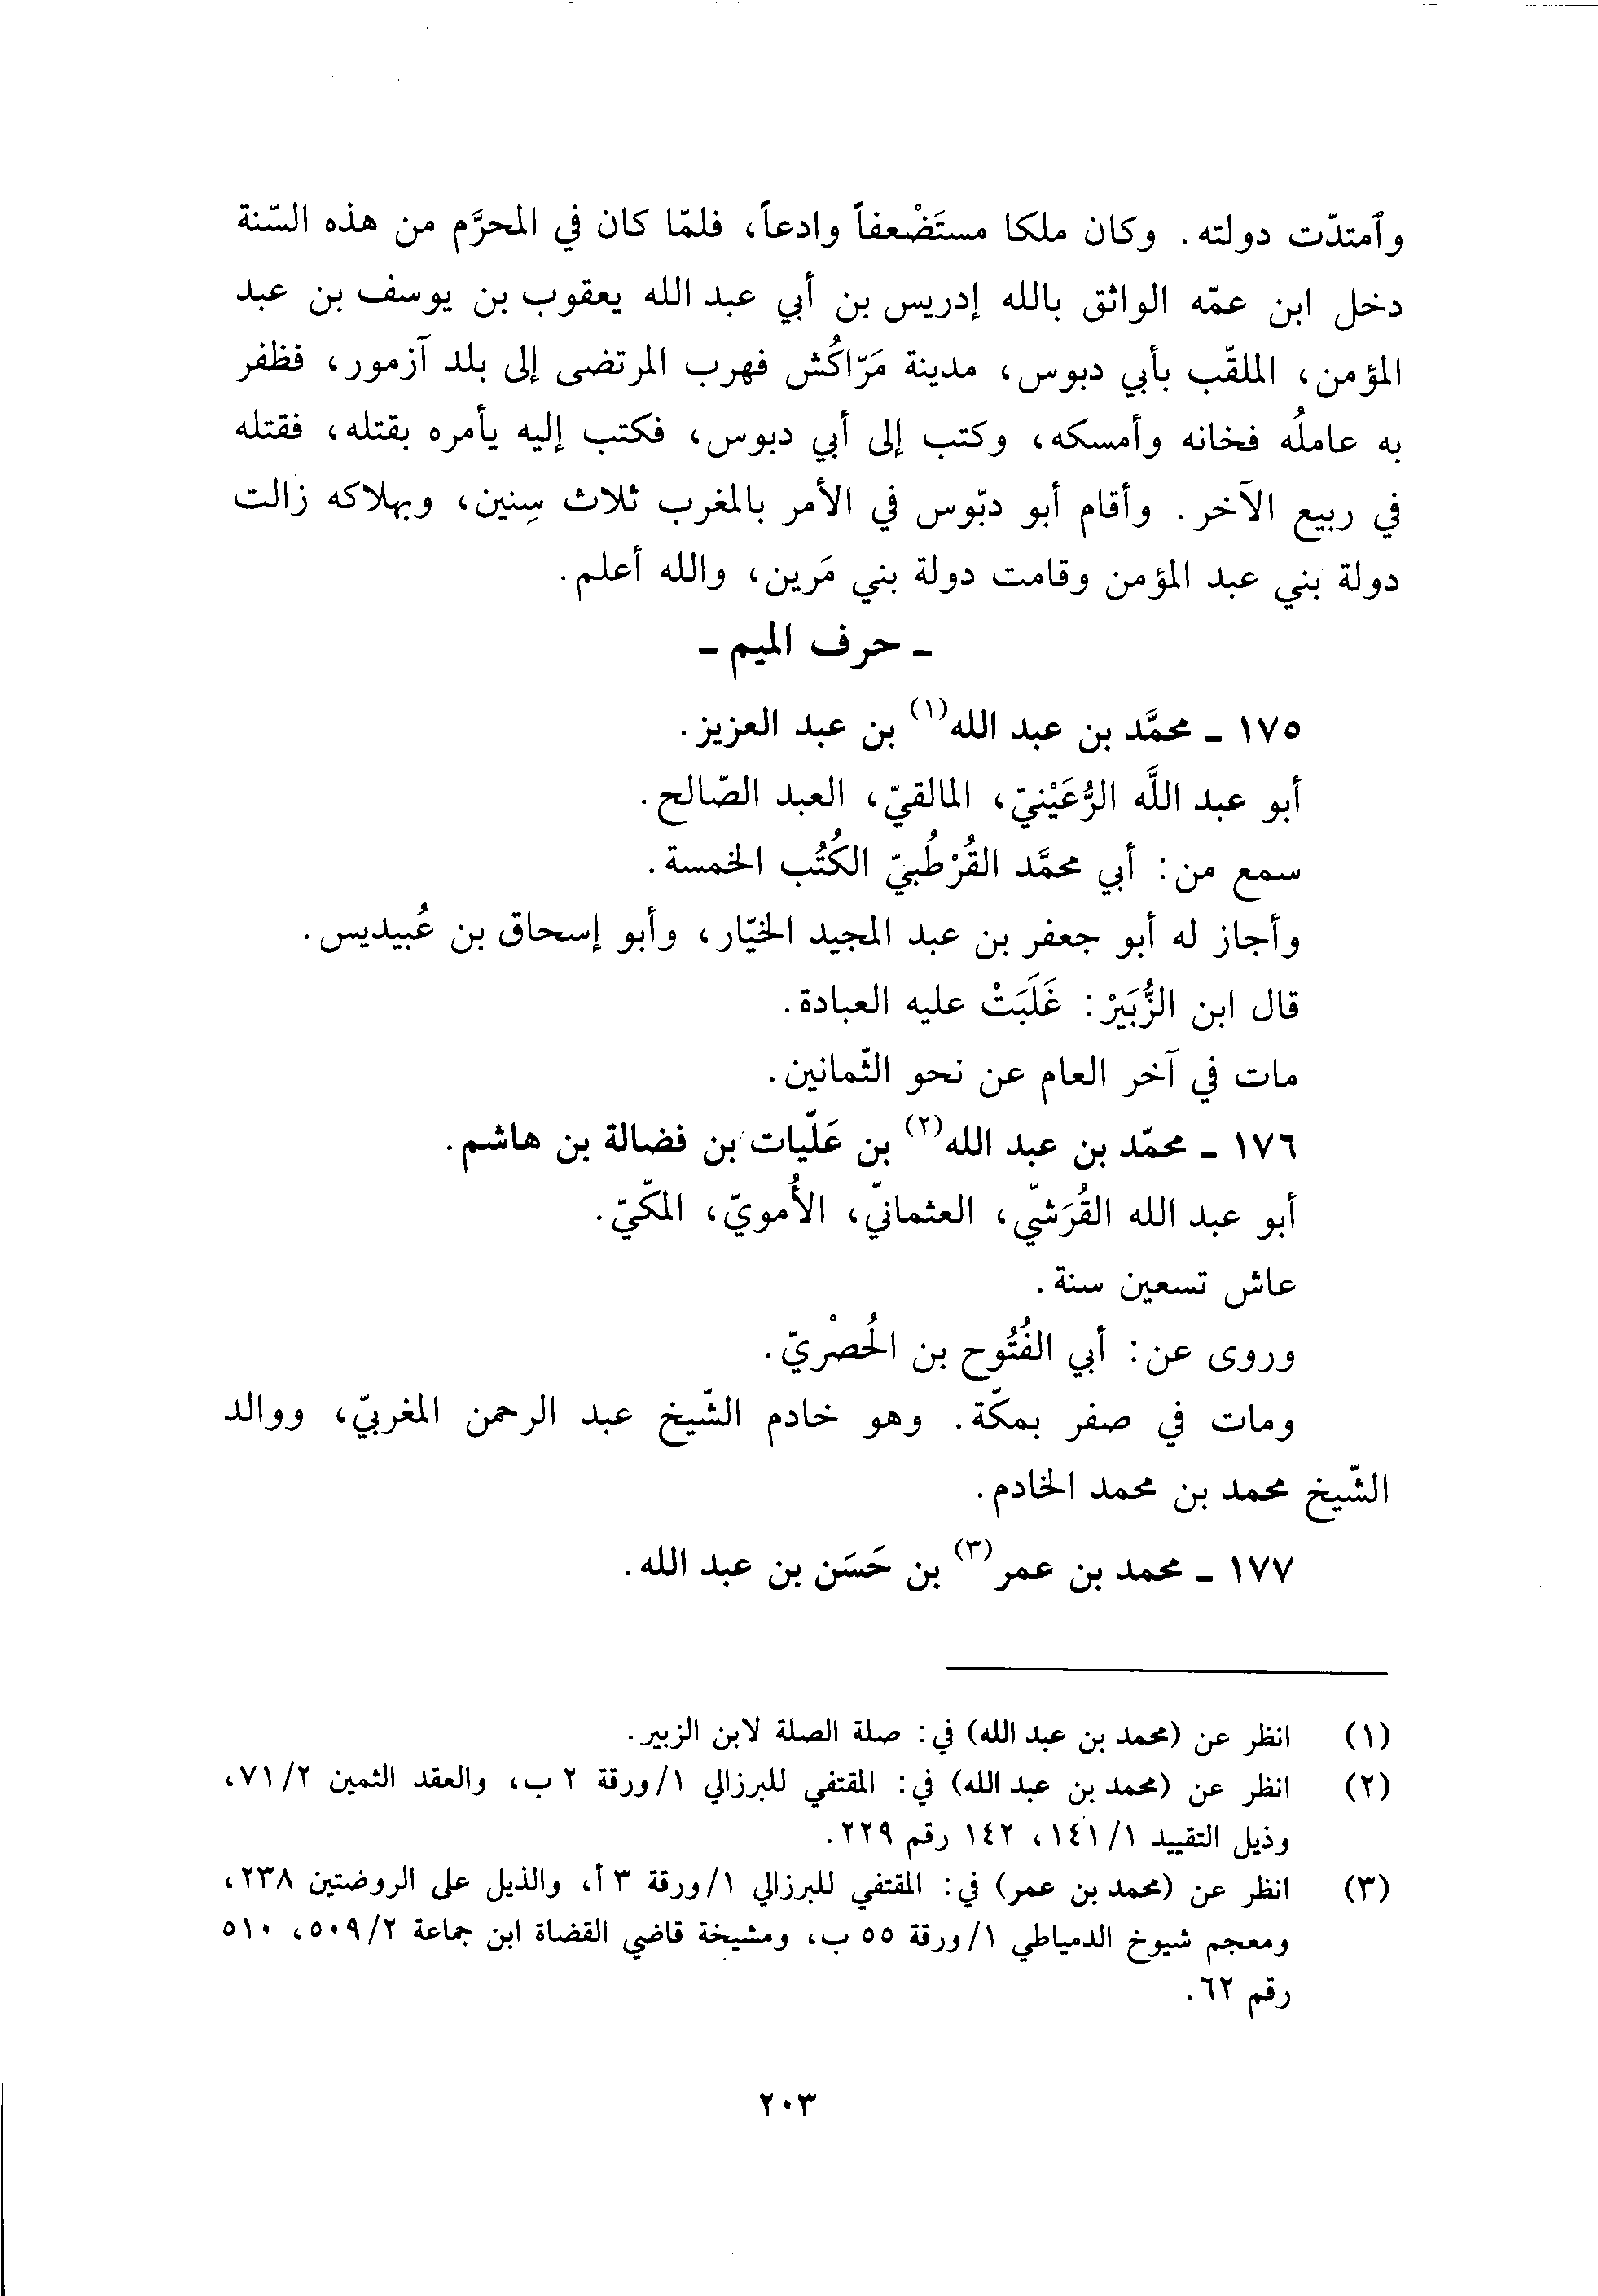 وٱمتدّت دولته. وكان ملكا مستَضْعفاً وادعاً، فلمّا كان في المحرَّم من هذه السّنة
دخل ابن عمّه الواثق بالله إدريس بن أبي عبد الله يعقوب بن يوسف بن عبد
المؤمن، الملقّب بأبي دبوس، مدينة مَرّاكُش فهرب المرتضى إلى بلد آزمور، فظفر
به عاملُه فخانه وأمسكه، وكتب إلى أبي دبوس، فكتب إليه يأمره بقتله، فقتله
في ربيع الآخر. وأقام أبو دبّوس في الأمر بالمغرب ثلاث سِنين، وبهلاكه زالت
دولة بني عبد المؤمن وقامت دولة بني مَرين، والله أعلم.
ـ حرف الميم ـ
١٧٥ ـ محمَّد بن عبد الله(١) بن عبد العزيز.
أبو عبد اللَّه الرُّعَيْنيّ، المالقيّ، العبد الصّالح.
سمع من: أبي محمَّد القُرْطُبيّ الكُتُب الخمسة.
وأجاز له أبو جعفر بن عبد المجيد الخيّار، وأبو إسحاق بن عُبيديس.
قال ابن الزُّبَيَرْ: غَلَبَتْ عليه العبادة.
مات في آخر العام عن نحو الثّمانين.
١٧٦ ـ محمّد بن عبد الله(٢) بن عَلّيات بن فضالة بن هاشم.
أبو عبد الله القُرَشّي، العثمانيّ، الأُمويّ، المكّيّ.
عاش تسعين سنة.
وروى عن: أبي الفُتُوح بن الحُصْريّ.
ومات في صفر بمكّة. وهو خادم الشّيخ عبد الرحمن المغربيّ، ووالد
الشّيخ محمد بن محمد الخادم.
١٧٧ ـ محمد بن عمر(٣) بن حَسَن بن عبد الله.
(١) انظر عن (محمد بن عبد الله) في: صلة الصلة لابن الزبير.
(٢) انظر عن (محمد بن عبد الله) في: المقتفي للبرزالي ١/ورقة ٢ ب، والعقد الثمين ٧١/٢،
وذيل التقييد ١٤١/١، ١٤٢ رقم ٢٢٩.
(٣) انظر عن (محمد بن عمر) في: المقتفي للبرزالي ١/ورقة ٣ أ، والذيل على الروضتين ٢٣٨،
ومعجم شيوخ الدمياطي ١/ورقة ٥٥ ب، ومشيخة قاضي القضاة ابن جماعة ٥٠٩/٢، ٥١٠
رقم ٦٢.
٢٠٣